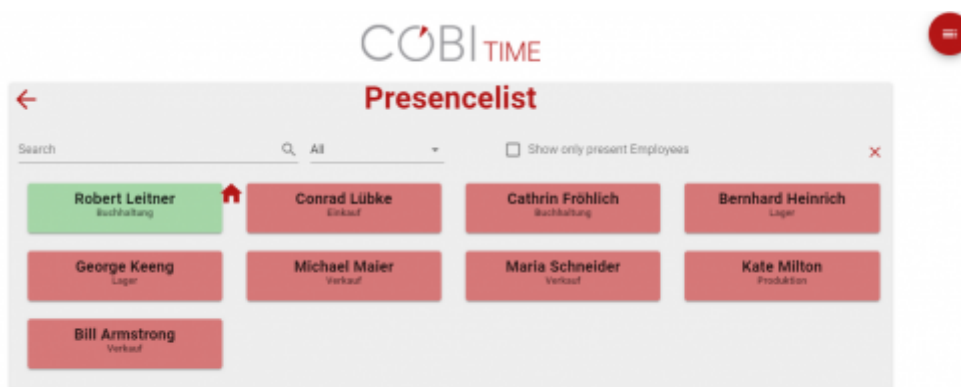 COBI TIME
Presencelist
Search
All
Show only present Employees
Robert Leitner
Buchhaltung
Conrad Lübke
Einkauf
Cathrin Fröhlich
Buchhaltung
Bernhard Heinrich
Lager
George Keeng
Lager
Michael Maier
Verkauf
Maria Schneider
Verkauf
Kate Milton
Produktion
Bill Armstrong
Verkauf